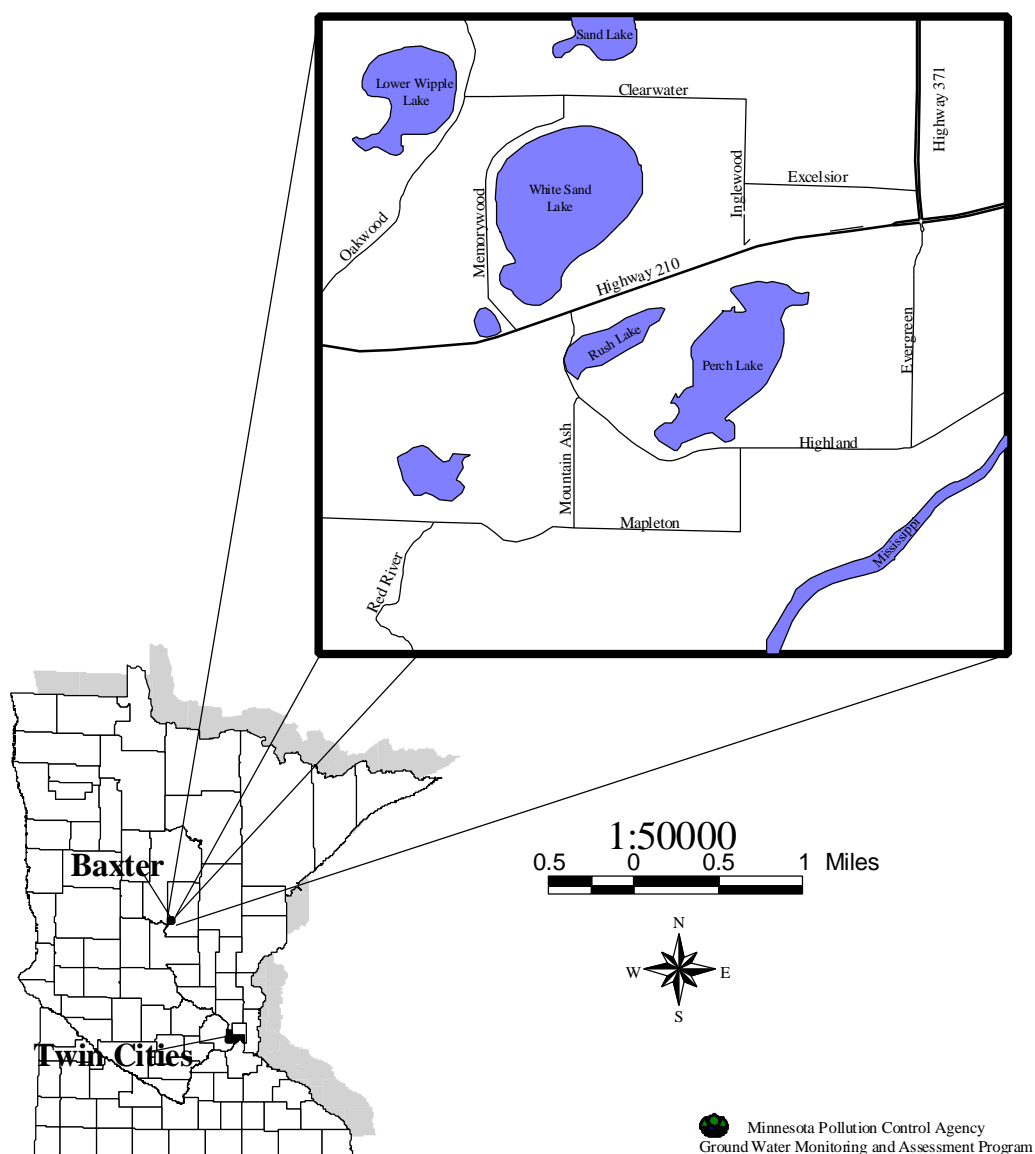 Sand Lake
Lower Wipple
Lake
Clearwater
Highway 371
White Sand
Lake
Excelsior
Inglewood
Memorywood
Oakwood
Highway 210
Rush Lake
Perch Lake
Evergreen
Mountain Ash
Highland
Mapleton
Mississippi
Red River
1:50000
0.5 0 0.5 1 Miles
Baxter
N
W E
S
Twin Cities
Minnesota Pollution Control Agency
Ground Water Monitoring and Assessment Program